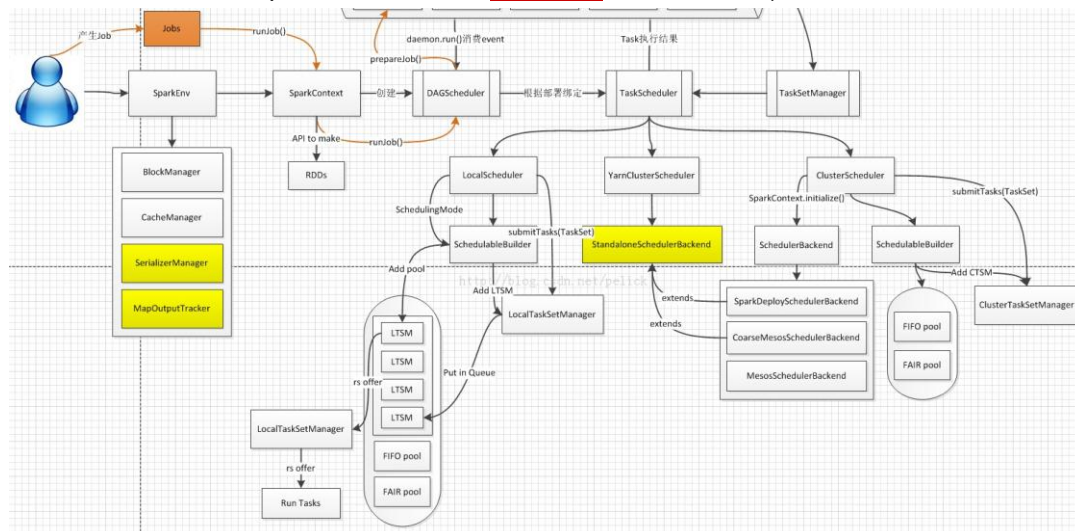 产生Job
Jobs
runJob()
daemon.run()消费event
Task执行结果
prepareJob()
SparkEnv
SparkContext
创建
DAGScheduler
根据部署绑定
TaskScheduler
TaskSetManager
API to make
runJob()
RDDs
BlockManager
CacheManager
SerializerManager
MapOutputTracker
LocalScheduler
YarnClusterScheduler
ClusterScheduler
SchedulingMode
SparkContext.initialize()
submitTasks(TaskSet)
submitTasks(TaskSet)
SchedulableBuilder
StandaloneSchedulerBackend
SchedulerBackend
SchedulableBuilder
Add pool
http://blog.csdn.net/pelick
Add CTSM
Add LTSM
LocalTaskSetManager
extends
SparkDeploySchedulerBackend
ClusterTaskSetManager
extends
CoarseMesosSchedulerBackend
MesosSchedulerBackend
FIFO pool
FAIR pool
LTSM
LTSM
LTSM
LTSM
rs offer
Put in Queue
LocalTaskSetManager
FIFO pool
FAIR pool
rs offer
Run Tasks